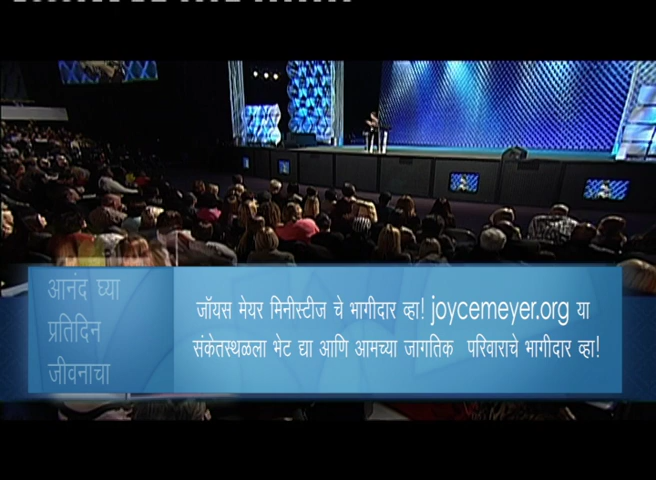 आनंद घ्या
प्रतिदिन
जीवनाचा
जॉयस मेयर मिनीस्टीज चे भागीदार व्हा! joycemeyer.org या
संकेतस्थळला भेट द्या आणि आमच्या जागतिक परिवाराचे भागीदार व्हा!